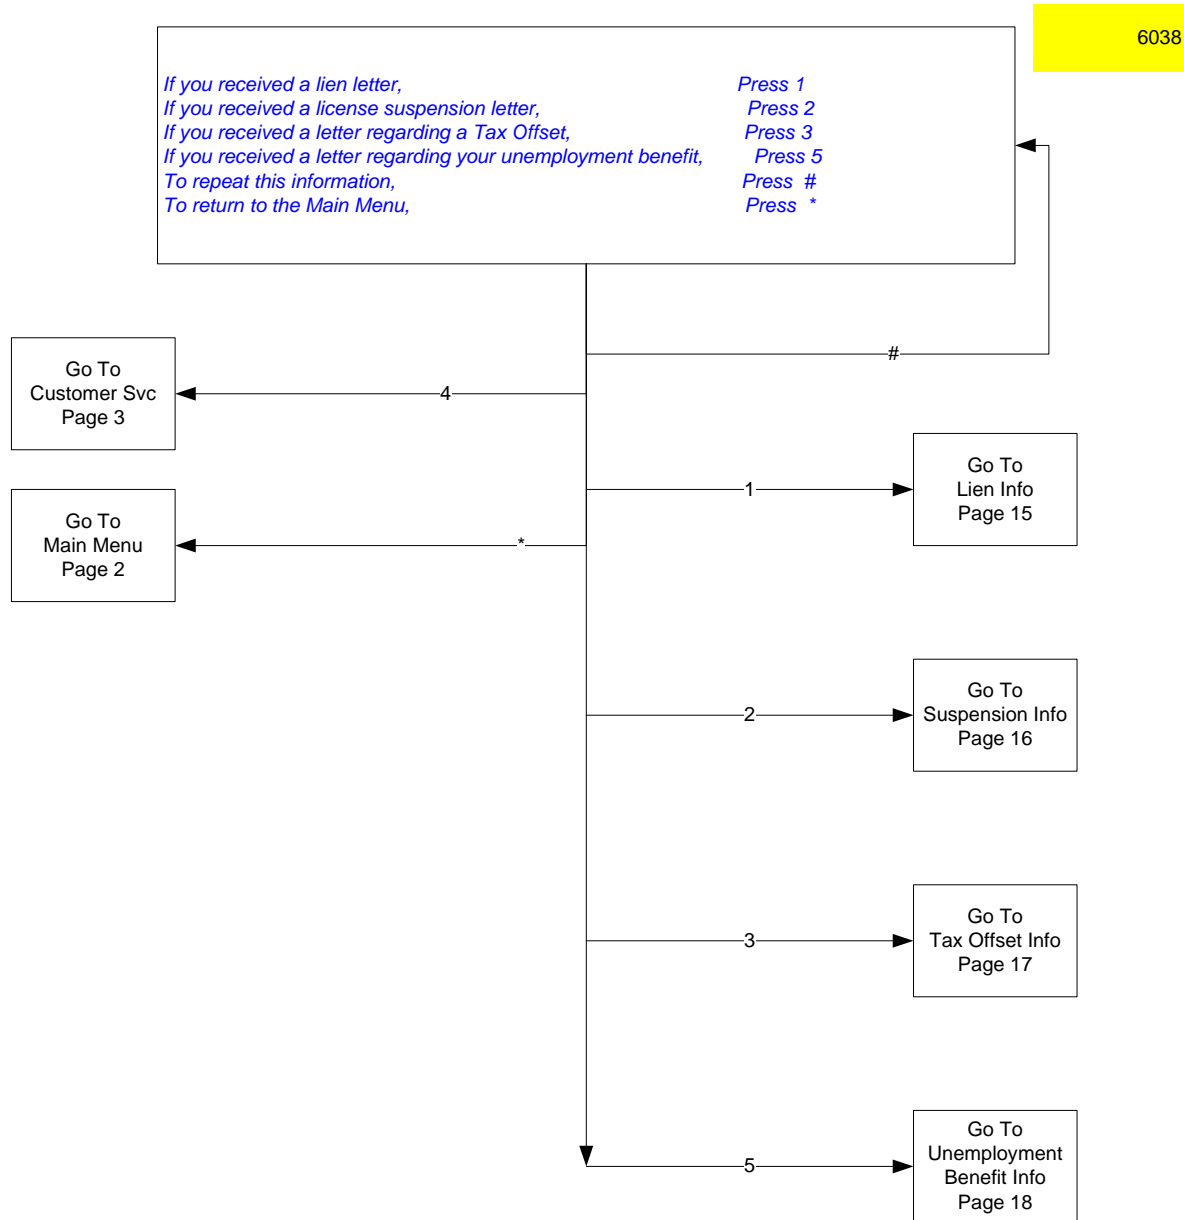 6038
If you received a lien letter, Press 1
If you received a license suspension letter, Press 2
If you received a letter regarding a Tax Offset, Press 3
If you received a letter regarding your unemployment benefit, Press 5
To repeat this information, Press #
To return to the Main Menu, Press *
#
Go To
Customer Svc
Page 3
4
Go To
Lien Info
Page 15
1
Go To
Main Menu
Page 2
*
Go To
Suspension Info
Page 16
2
Go To
Tax Offset Info
Page 17
3
Go To
Unemployment
Benefit Info
Page 18
5